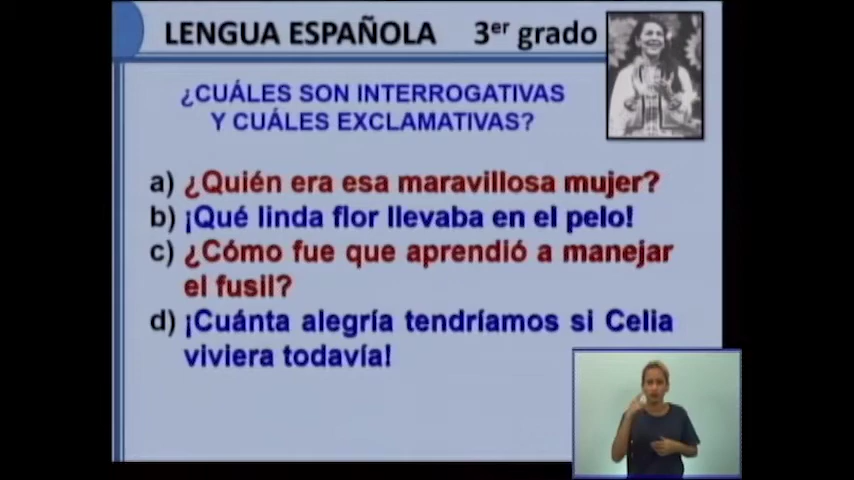 LENGUA ESPAÑOLA 3er grado
¿CUÁLES SON INTERROGATIVAS
Y CUÁLES EXCLAMATIVAS?
a) ¿Quién era esa maravillosa mujer?
b) ¡Qué linda flor llevaba en el pelo!
c) ¿Cómo fue que aprendió a manejar
el fusil?
d) ¡Cuánta alegría tendríamos si Celia
viviera todavía!